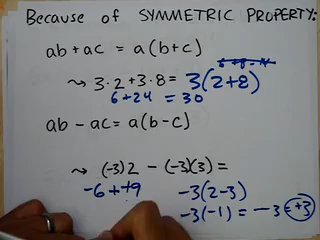 Because of SYMMETRIC PROPERTY:
ab + ac = a(b+c)
⤳ 3·2 + 3·8 = 3(2+8)
6 + 24 = 30
ab - ac = a(b-c)
⤳ (-3)2 - (-3)(3) =
-6 + +9 -3(2-3)
-3(-1) = -3 = +3